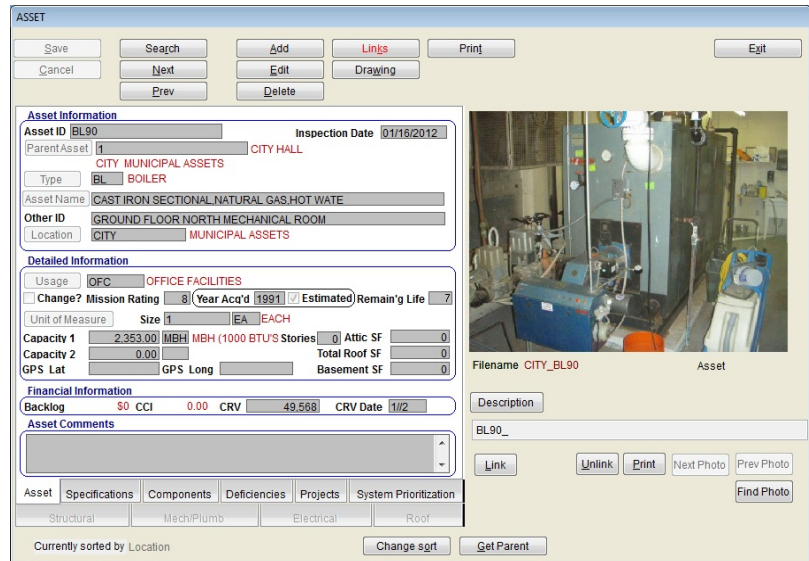 ASSET
Save Search Add Links Print Exit
Cancel Next Edit Drawing
Prev Delete
Asset Information
Asset ID BL90 Inspection Date 01/16/2012
Parent Asset 1 CITY HALL
CITY MUNICIPAL ASSETS
Type BL BOILER
Asset Name CAST IRON SECTIONAL,NATURAL GAS,HOT WATE
Other ID GROUND FLOOR NORTH MECHANICAL ROOM
Location CITY MUNICIPAL ASSETS
Detailed Information
Usage OFC OFFICE FACILITIES
Change? Mission Rating 8 Year Acq'd 1991 Estimated Remain'g Life 7
Unit of Measure Size 1 EA EACH
Capacity 1 2,353.00 MBH MBH (1000 BTU'S Stories 0 Attic SF 0
Capacity 2 0.00 Total Roof SF 0
GPS Lat GPS Long Basement SF 0
Financial Information
Backlog $0 CCI 0.00 CRV 49,568 CRV Date 1//2
Asset Comments
Asset Specifications Components Deficiencies Projects System Prioritization
Structural Mech/Plumb Electrical Roof
Currently sorted by Location Change sort Get Parent
Filename CITY_BL90 Asset
Description
BL90_
Link Unlink Print Next Photo Prev Photo
Find Photo